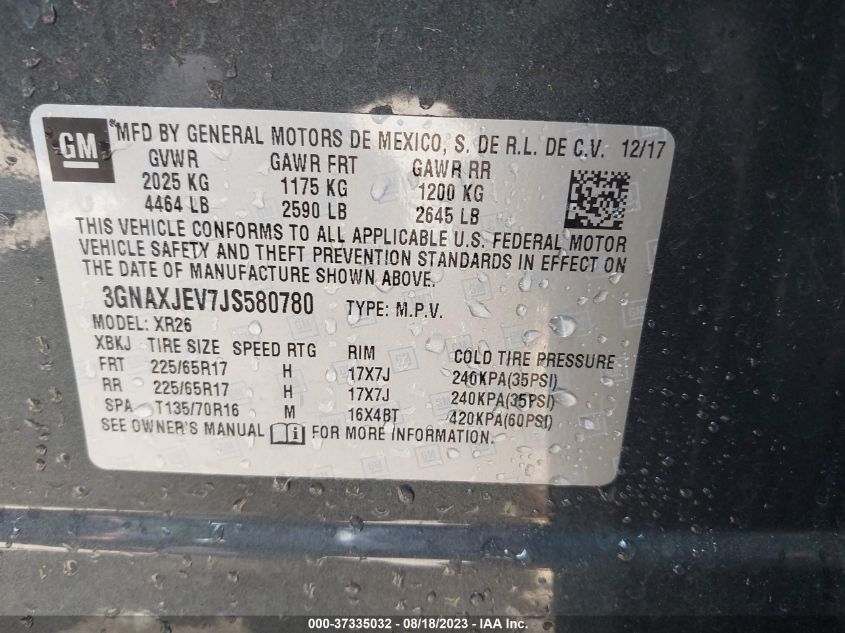 GM
MFD BY GENERAL MOTORS DE MEXICO, S. DE R.L. DE C.V. 12/17
GVWR GAWR FRT GAWR RR
2025 KG 1175 KG 1200 KG
4464 LB 2590 LB 2645 LB
THIS VEHICLE CONFORMS TO ALL APPLICABLE U.S. FEDERAL MOTOR
VEHICLE SAFETY AND THEFT PREVENTION STANDARDS IN EFFECT ON
THE DATE OF MANUFACTURE SHOWN ABOVE.
3GNAXJEV7JS580780 TYPE: M.P.V.
MODEL: XR26
XBKJ TIRE SIZE SPEED RTG RIM COLD TIRE PRESSURE
FRT 225/65R17 H 17X7J 240KPA(35PSI)
RR 225/65R17 H 17X7J 240KPA(35PSI)
SPA T135/70R16 M 16X4BT 420KPA(60PSI)
SEE OWNER'S MANUAL FOR MORE INFORMATION.
000-37335032 - 08/18/2023 - IAA Inc.